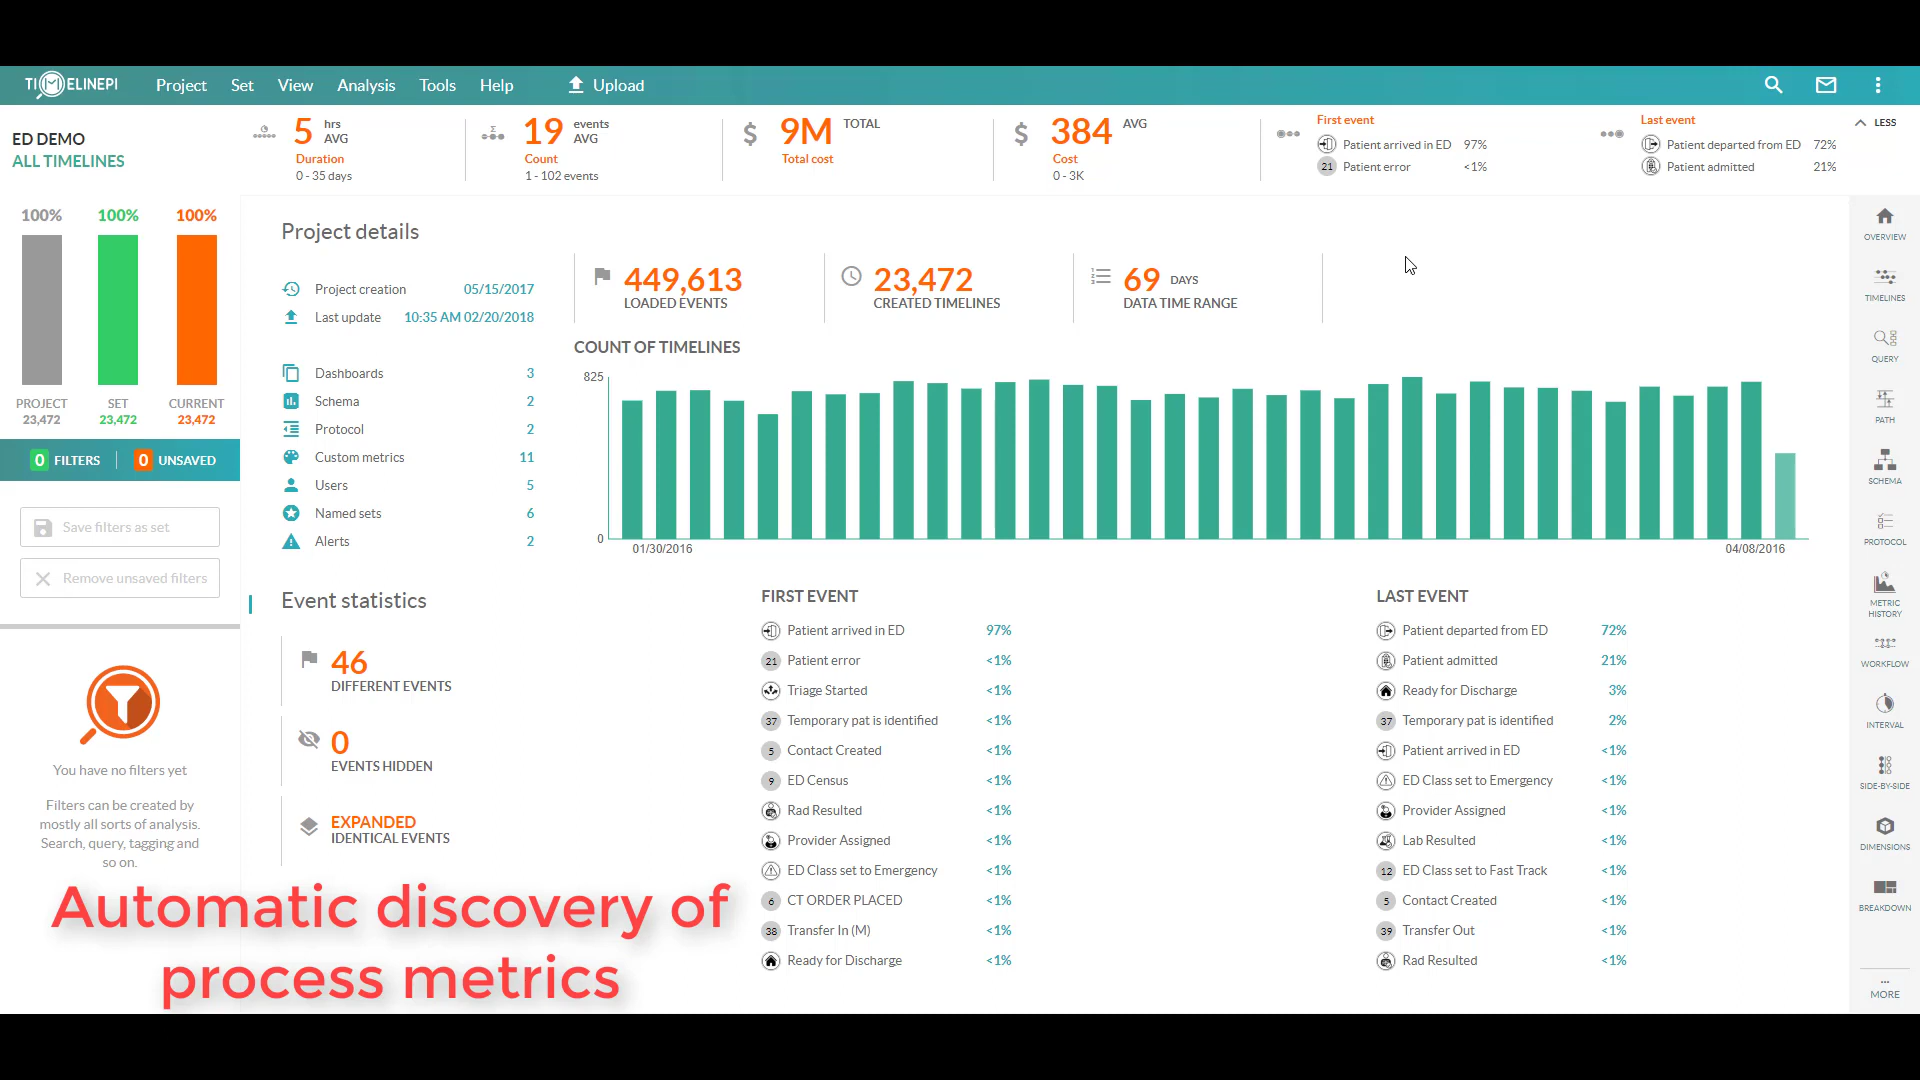 TIMELINEPI Project Set View Analysis Tools Help Upload
ED DEMO
ALL TIMELINES
5 hrs AVG
Duration
0 - 35 days
19 events AVG
Count
1 - 102 events
9M TOTAL
Total cost
384 AVG
Cost
0 - 3K
First event
Patient arrived in ED 97%
21 Patient error <1%
Last event
Patient departed from ED 72%
Patient admitted 21%
LESS
100% 100% 100%
PROJECT SET CURRENT
23,472 23,472 23,472
0 FILTERS 0 UNSAVED
Save filters as set
Remove unsaved filters
You have no filters yet
Filters can be created by
mostly all sorts of analysis.
Search, query, tagging and
so on.
Project details
Project creation 05/15/2017
Last update 10:35 AM 02/20/2018
Dashboards 3
Schema 2
Protocol 2
Custom metrics 11
Users 5
Named sets 6
Alerts 2
449,613
LOADED EVENTS
23,472
CREATED TIMELINES
69 DAYS
DATA TIME RANGE
COUNT OF TIMELINES
825
0
01/30/2016 04/08/2016
Event statistics
46
DIFFERENT EVENTS
0
EVENTS HIDDEN
EXPANDED
IDENTICAL EVENTS
FIRST EVENT
Patient arrived in ED 97%
21 Patient error <1%
Triage Started <1%
37 Temporary pat is identified <1%
5 Contact Created <1%
9 ED Census <1%
Rad Resulted <1%
Provider Assigned <1%
ED Class set to Emergency <1%
6 CT ORDER PLACED <1%
38 Transfer In (M) <1%
Ready for Discharge <1%
LAST EVENT
Patient departed from ED 72%
Patient admitted 21%
Ready for Discharge 3%
37 Temporary pat is identified 2%
Patient arrived in ED <1%
ED Class set to Emergency <1%
Provider Assigned <1%
Lab Resulted <1%
12 ED Class set to Fast Track <1%
5 Contact Created <1%
39 Transfer Out <1%
Rad Resulted <1%
OVERVIEW
TIMELINES
QUERY
PATH
SCHEMA
PROTOCOL
METRIC
HISTORY
WORKFLOW
INTERVAL
SIDE-BY-SIDE
DIMENSIONS
BREAKDOWN
MORE
Automatic discovery of
process metrics